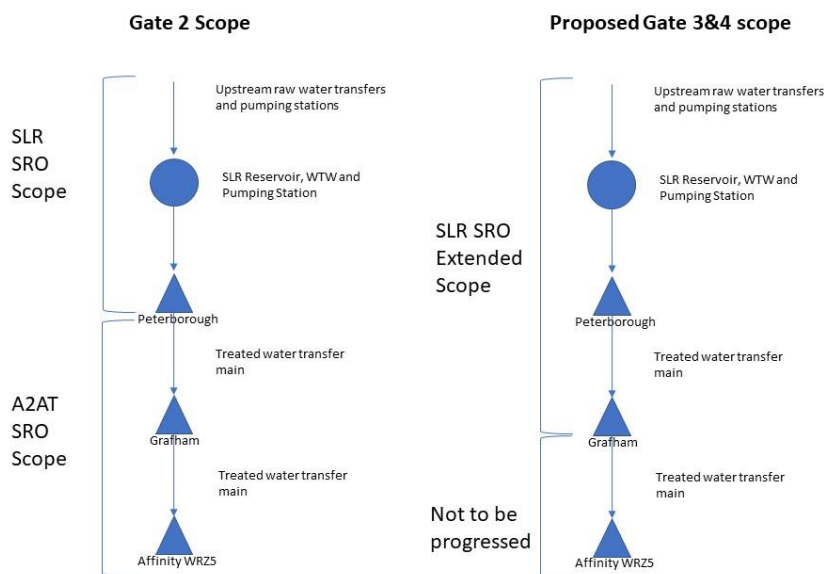 Gate 2 Scope
Upstream raw water transfers
and pumping stations
SLR
SRO
Scope
SLR Reservoir, WTW and
Pumping Station
Peterborough
Treated water transfer
main
A2AT
SRO
Scope
Grafham
Treated water transfer
main
Affinity WRZ5
Proposed Gate 3&4 scope
Upstream raw water transfers
and pumping stations
SLR Reservoir, WTW and
Pumping Station
SLR SRO
Extended
Scope
Peterborough
Treated water transfer
main
Grafham
Treated water transfer
main
Not to be
progressed
Affinity WRZ5